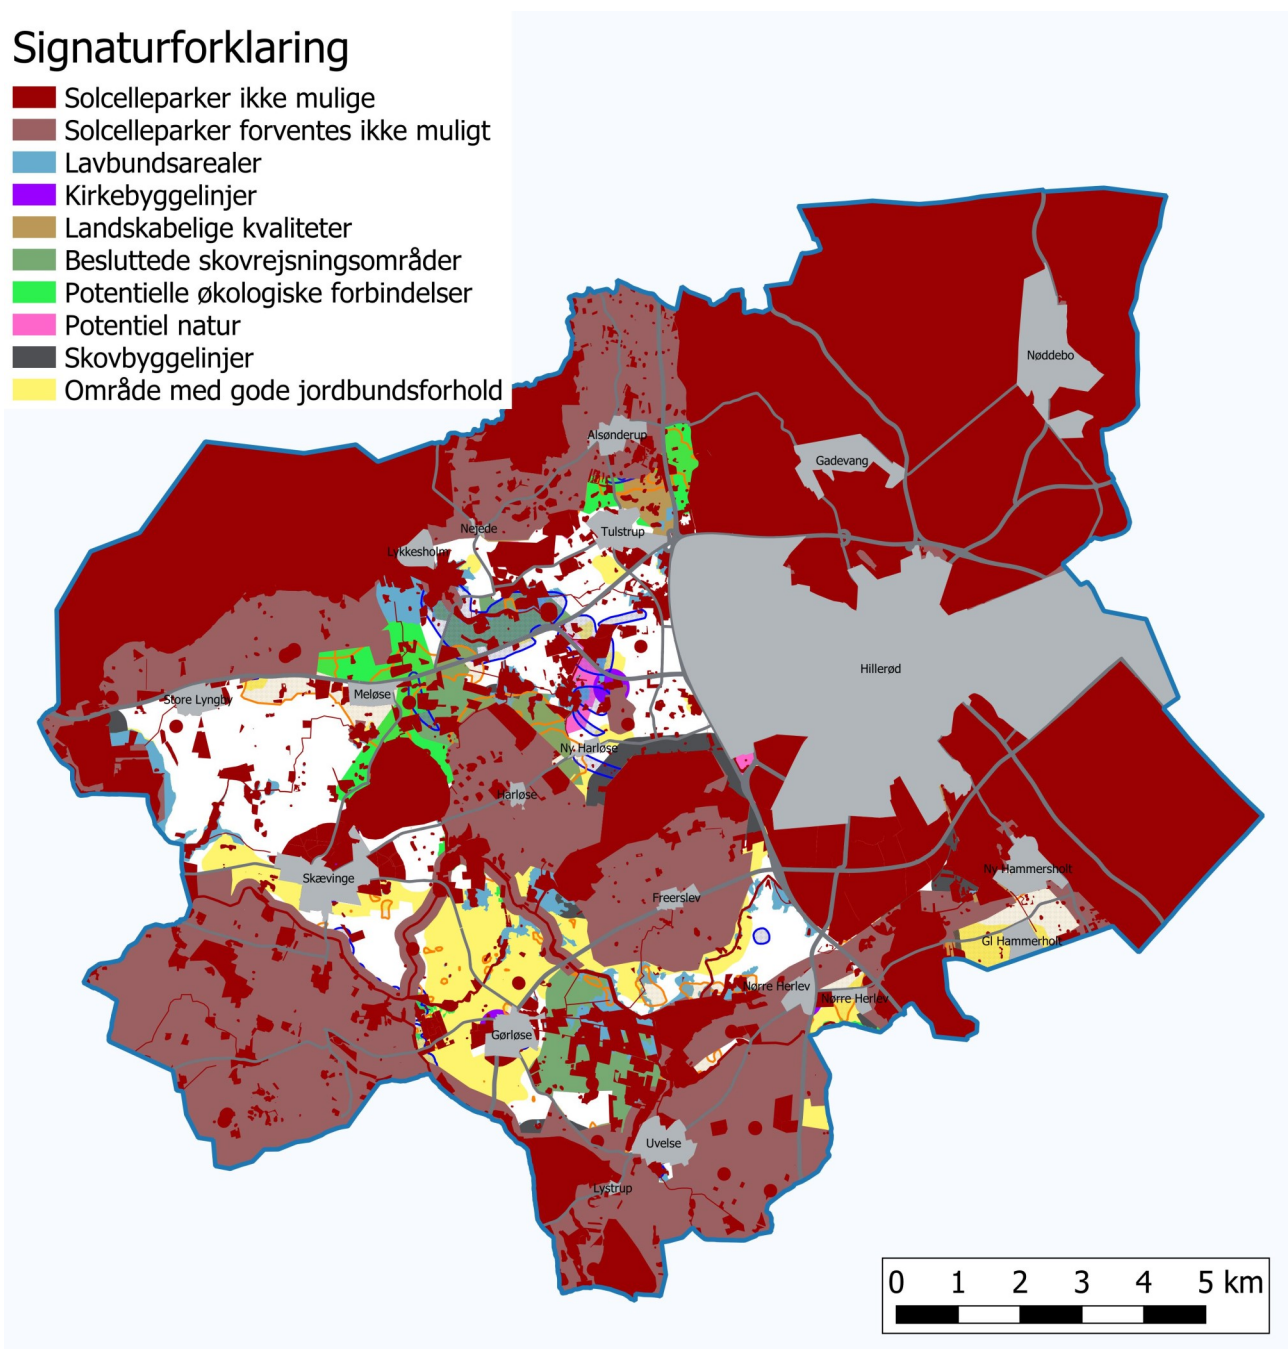 Signaturforklaring
Solcelleparker ikke mulige
Solcelleparker forventes ikke muligt
Lavbundsarealer
Kirkebyggelinjer
Landskabelige kvaliteter
Besluttede skovrejsningsområder
Potentielle økologiske forbindelser
Potentiel natur
Skovbyggelinjer
Område med gode jordbundsforhold
Nøddebo
Alsønderup
Gadevang
Nejede
Tulstrup
Lykkesholm
Hillerød
Meløse
Store Lyngby
Ny Harløse
Harløse
Ny Hammersholt
Skævinge
Freerslev
Gl Hammerholt
Nørre Herlev
Nørre Herlev
Gørløse
Uvelse
Lystrup
0 1 2 3 4 5 km